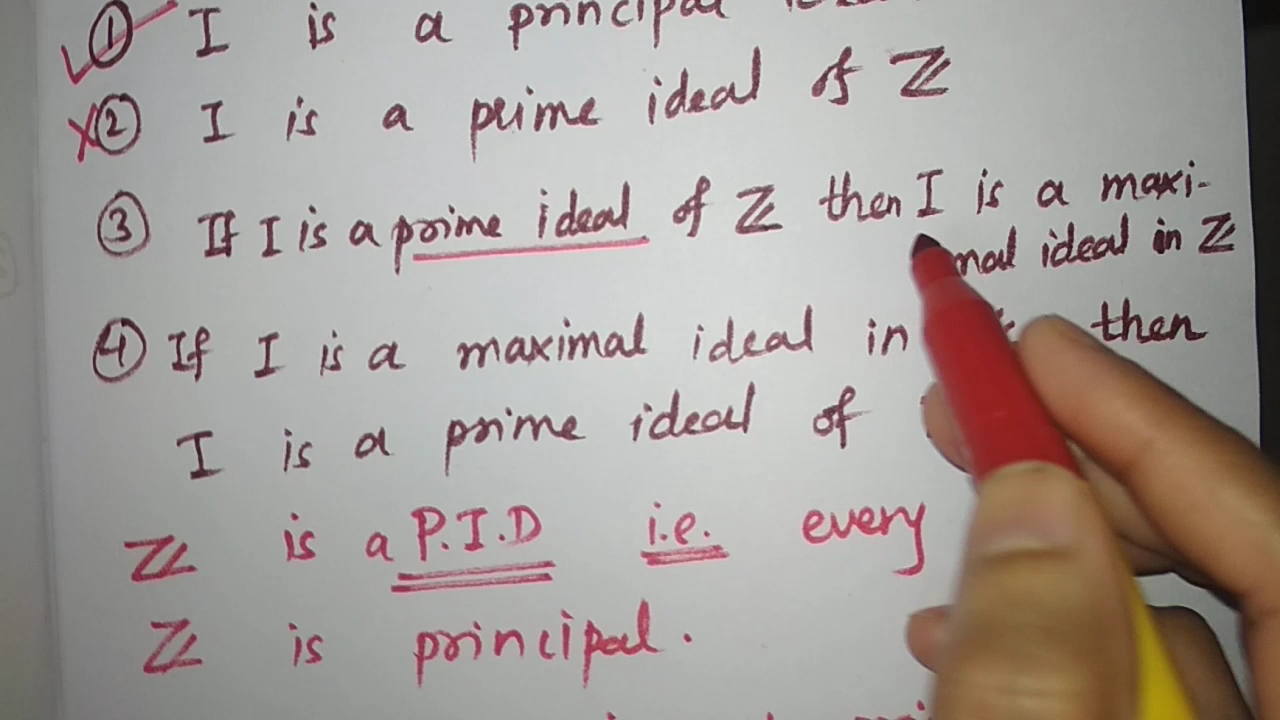 ① I is a principal
② I is a prime ideal of ℤ
③ If I is a prime ideal of ℤ then I is a maxi-
mal ideal in ℤ
④ If I is a maximal ideal in then
I is a prime ideal of
ℤ is a P.I.D i.e. every
ℤ is principal.